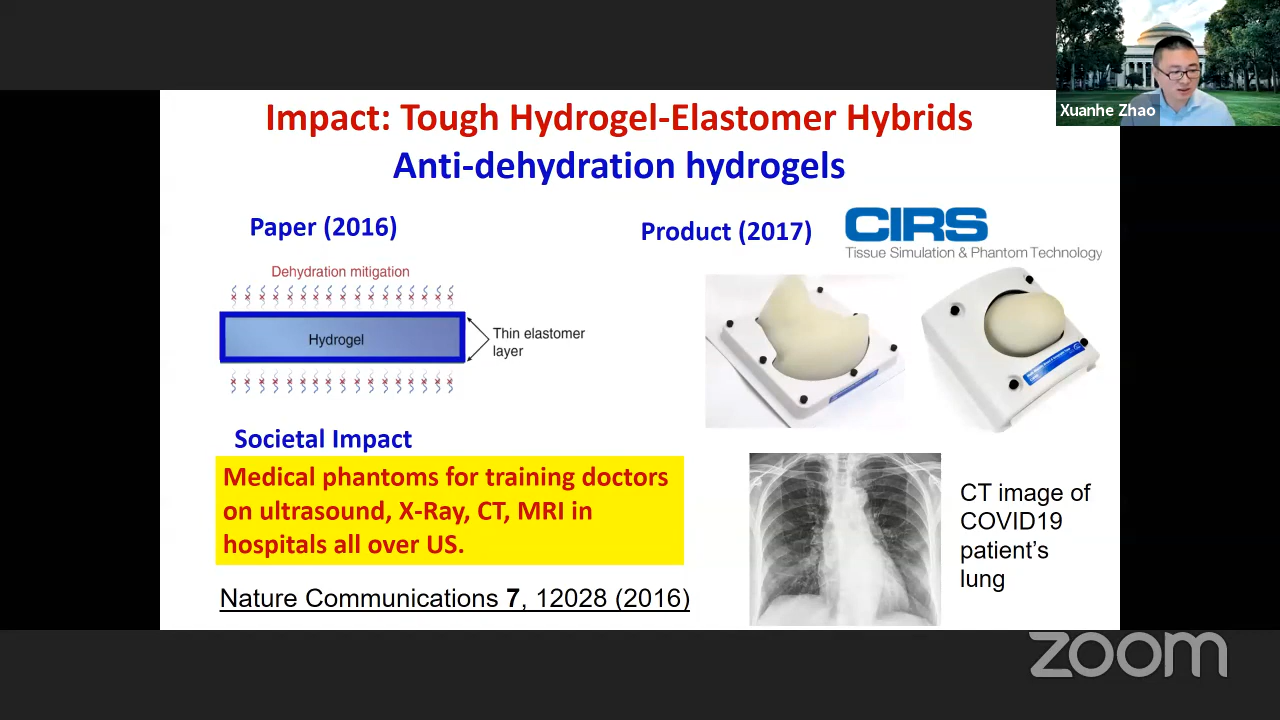 Xuanhe Zhao
Impact: Tough Hydrogel-Elastomer Hybrids
Anti-dehydration hydrogels
Paper (2016)
Dehydration mitigation
Hydrogel
Thin elastomer
layer
Product (2017)
CIRS
Tissue Simulation & Phantom Technology
Societal Impact
Medical phantoms for training doctors
on ultrasound, X-Ray, CT, MRI in
hospitals all over US.
Nature Communications 7, 12028 (2016)
CT image of
COVID19
patient's
lung
zoom